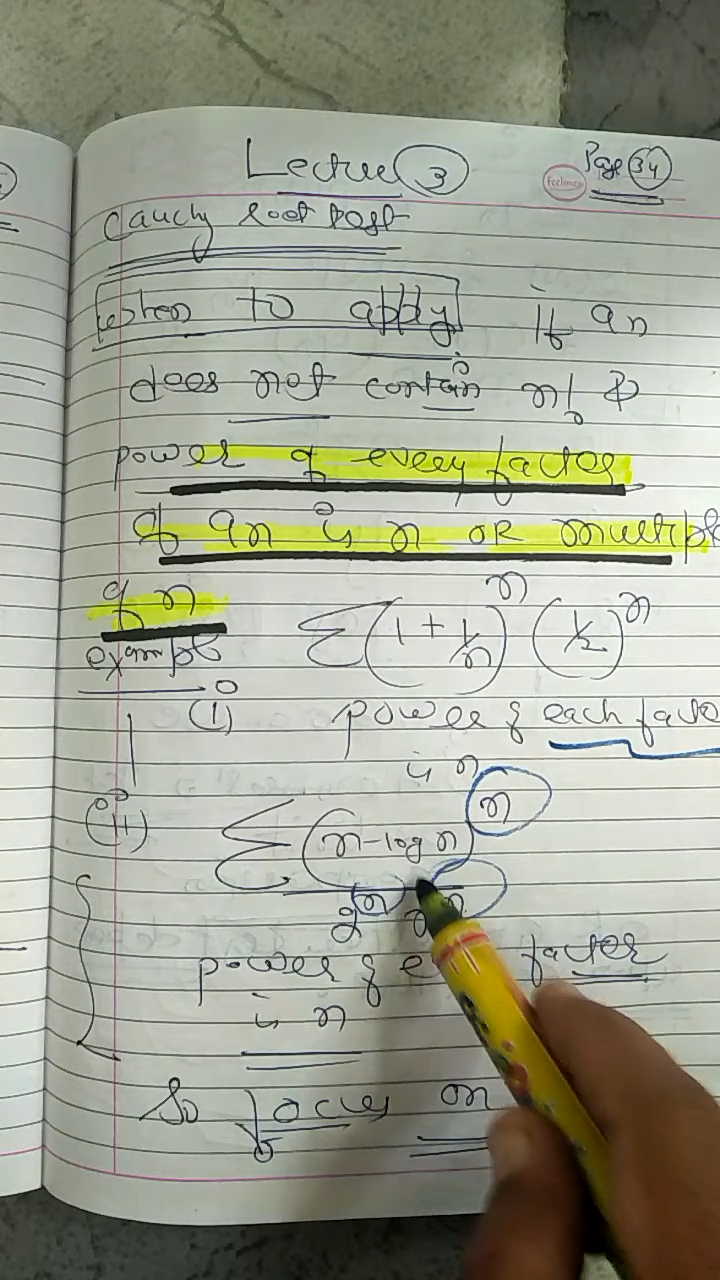 Lecture 3
Page 34
feelings
Cauchy root test
When to apply if an
does not contain n! &
power of every factor
of an is n OR multiple
of n
example
Σ(1+1/n)^n (1/2)^n
(I) power of each facto
is n
(II) Σ(n-log n)^n
2^n n^n
power of e factor
is n
So focus on